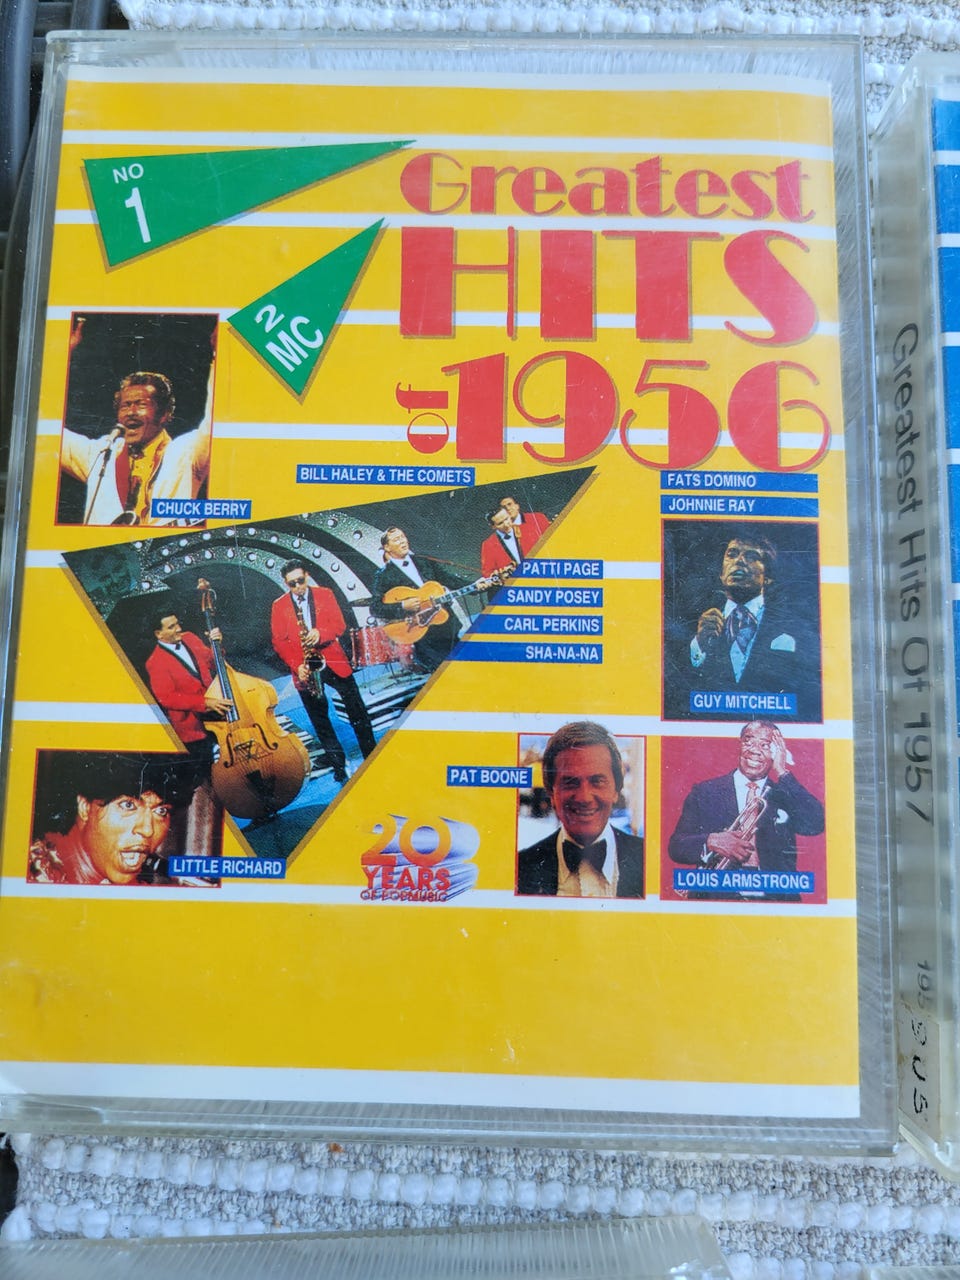 NO
1
2
MC
Greatest
HITS
of 1956
BILL HALEY & THE COMETS
FATS DOMINO
JOHNNIE RAY
CHUCK BERRY
PATTI PAGE
SANDY POSEY
CARL PERKINS
SHA-NA-NA
GUY MITCHELL
PAT BOONE
LITTLE RICHARD
LOUIS ARMSTRONG
20
YEARS
OF POPMUSIC
Greatest Hits Of 1957